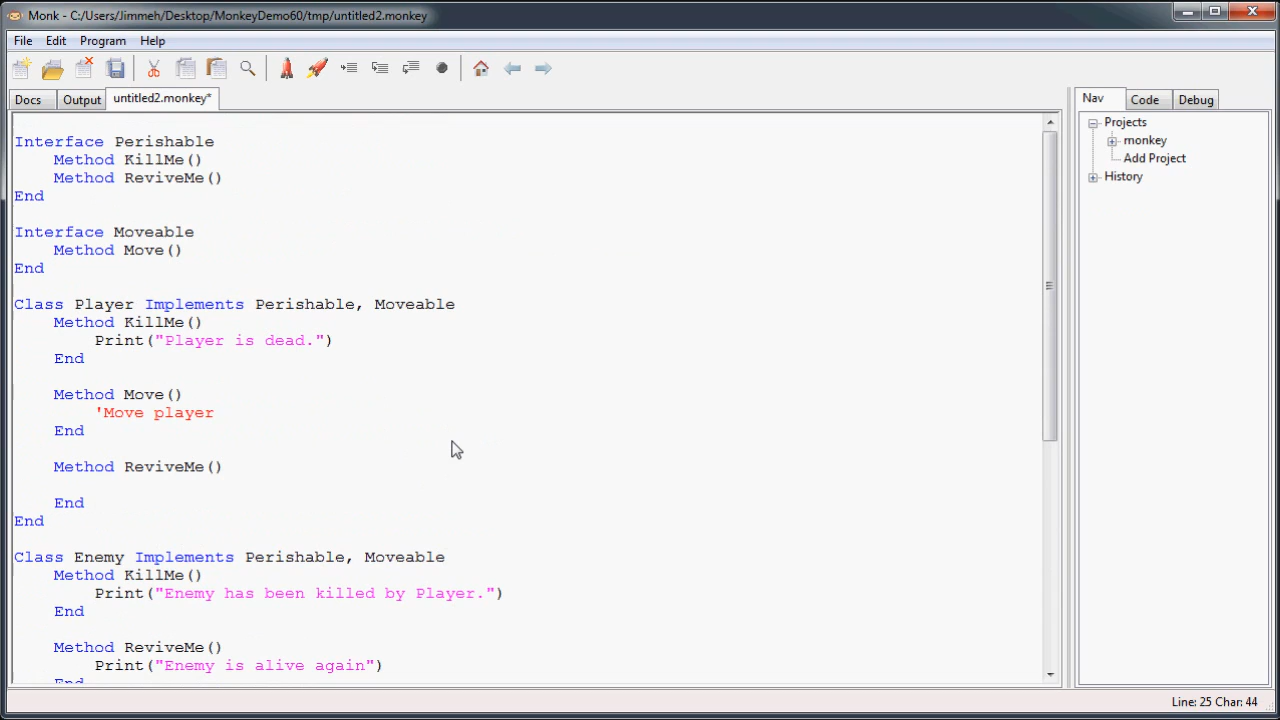 Monk - C:/Users/Jimmeh/Desktop/MonkeyDemo60/tmp/untitled2.monkey
File Edit Program Help
Docs Output untitled2.monkey* Nav Code Debug
Interface Perishable
Method KillMe()
Method ReviveMe()
End
Interface Moveable
Method Move()
End
Class Player Implements Perishable, Moveable
Method KillMe()
Print("Player is dead.")
End
Method Move()
'Move player
End
Method ReviveMe()
End
End
Class Enemy Implements Perishable, Moveable
Method KillMe()
Print("Enemy has been killed by Player.")
End
Method ReviveMe()
Print("Enemy is alive again")
End
Projects
monkey
Add Project
History
Line: 25 Char: 44